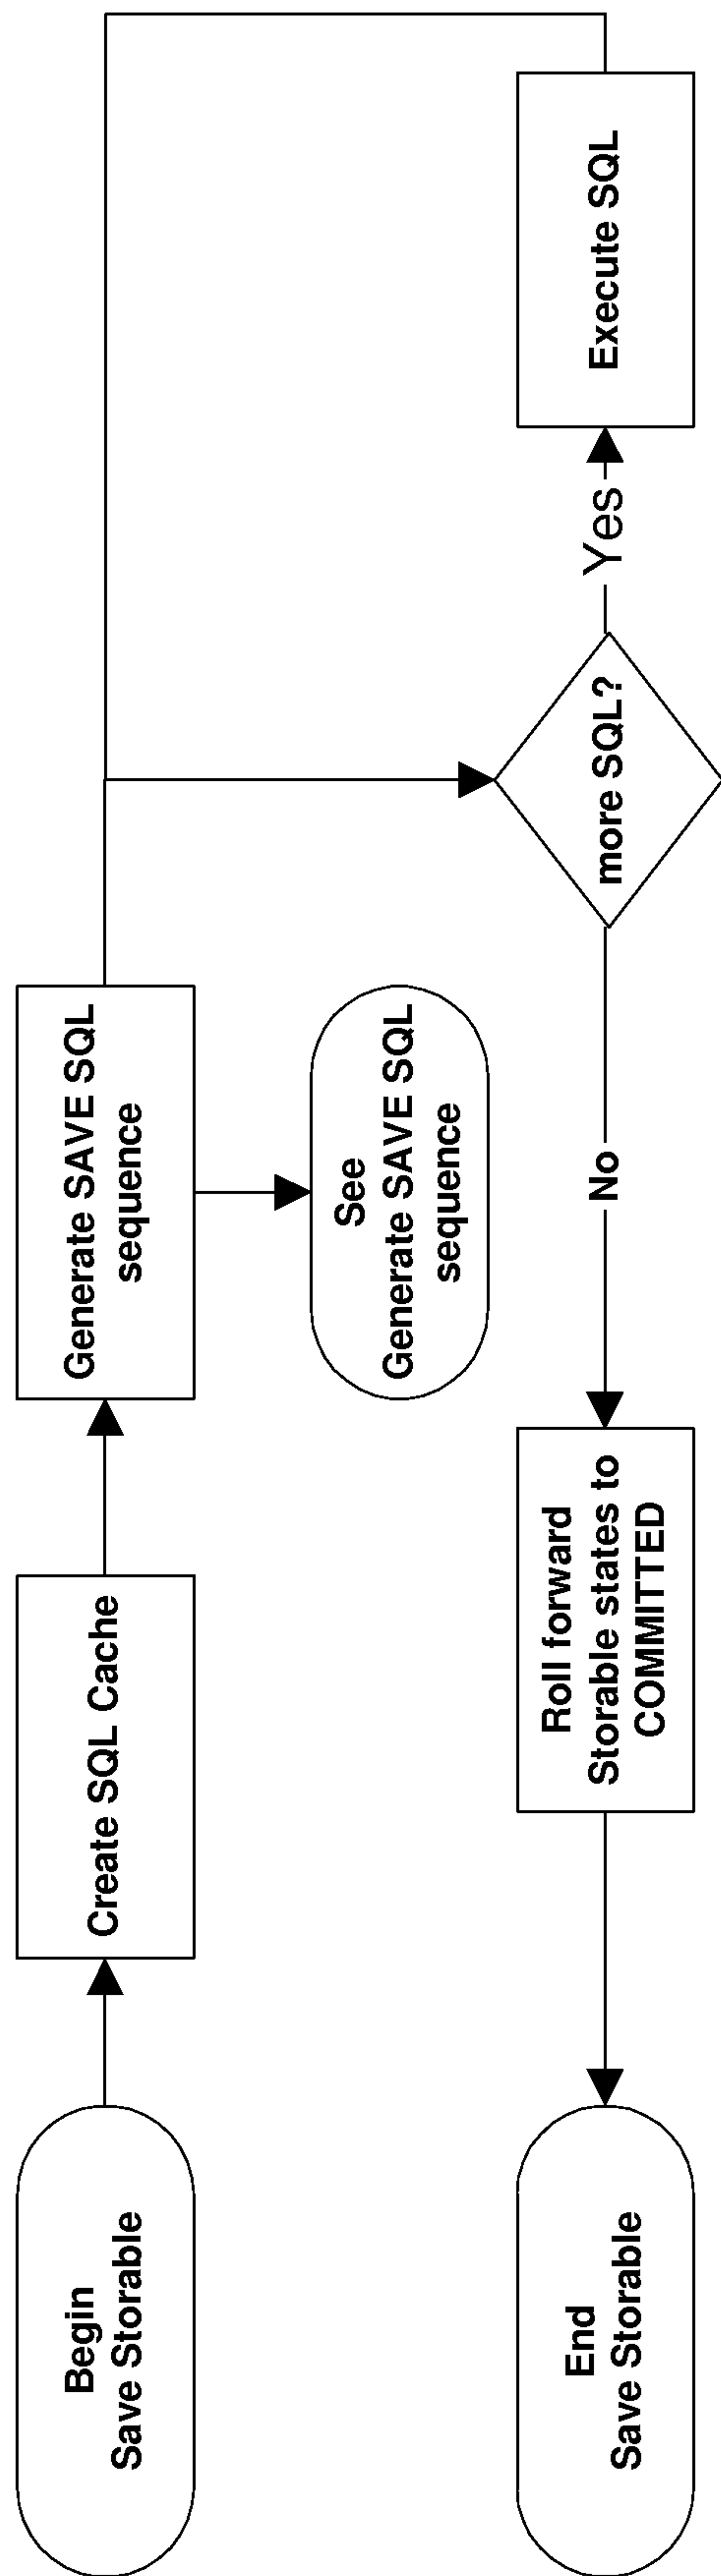 Begin
Save Storable
Create SQL Cache
Generate SAVE SQL
sequence
See
Generate SAVE SQL
sequence
End
Save Storable
Roll forward
Storable states to
COMMITTED
No
more SQL?
Yes
Execute SQL